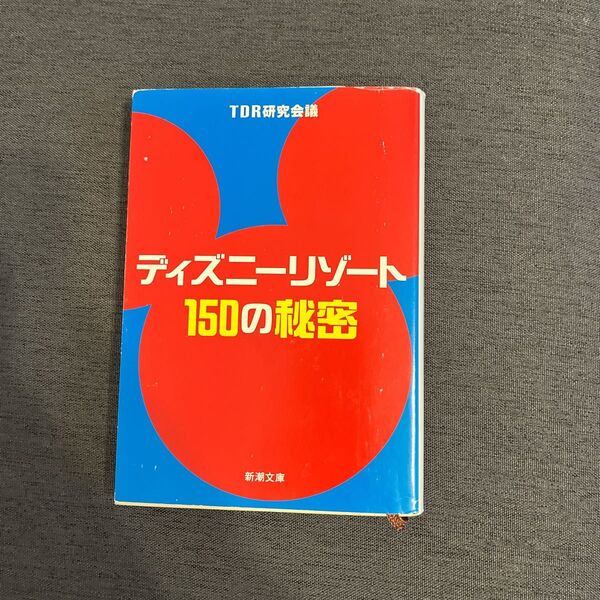 TDR研究会議
ディズニーリゾート
150の秘密
新潮文庫